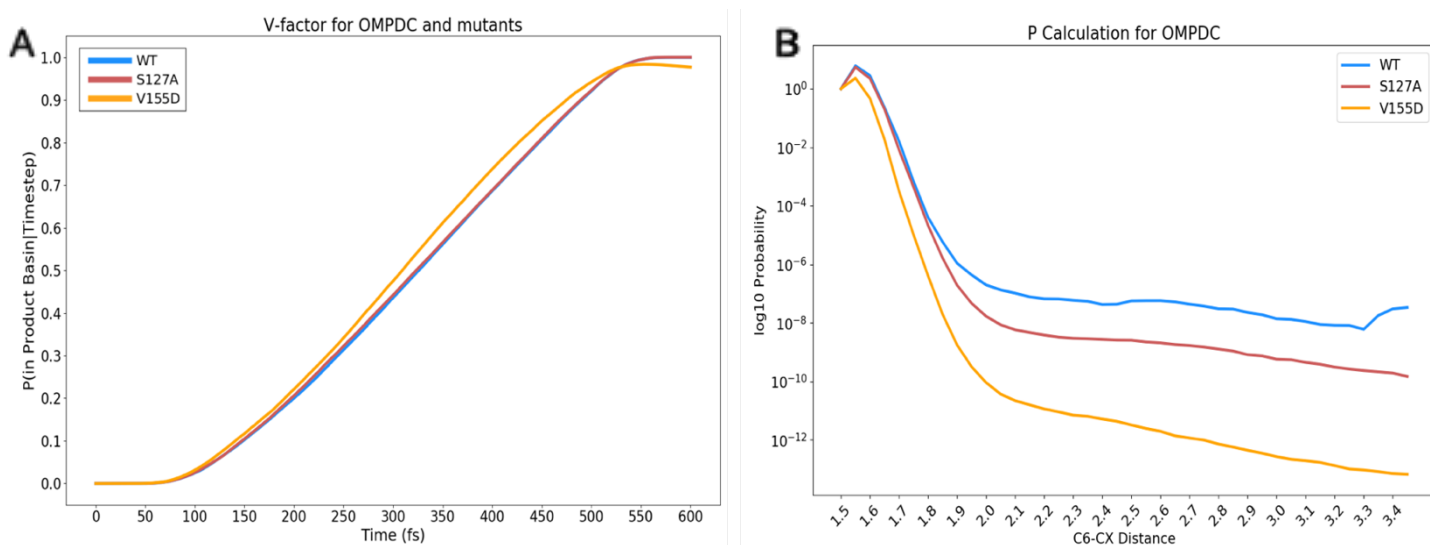 A
V-factor for OMPDC and mutants
WT
S127A
V155D
P(in Product Basin|Timestep)
1.0
0.9
0.8
0.7
0.6
0.5
0.4
0.3
0.2
0.1
0.0
0 50 100 150 200 250 300 350 400 450 500 550 600
Time (fs)
B
P Calculation for OMPDC
WT
S127A
V155D
log10 Probability
10⁰
10⁻²
10⁻⁴
10⁻⁶
10⁻⁸
10⁻¹⁰
10⁻¹²
1.5 1.6 1.7 1.8 1.9 2.0 2.1 2.2 2.3 2.4 2.5 2.6 2.7 2.8 2.9 3.0 3.1 3.2 3.3 3.4
C6-CX Distance